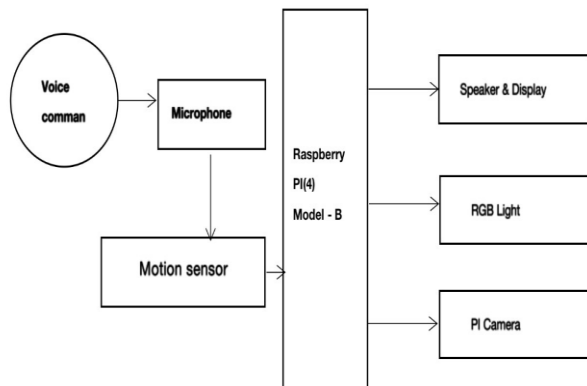 Voice
comman
Microphone
Motion sensor
Raspberry
PI(4)
Model - B
Speaker & Display
RGB Light
PI Camera